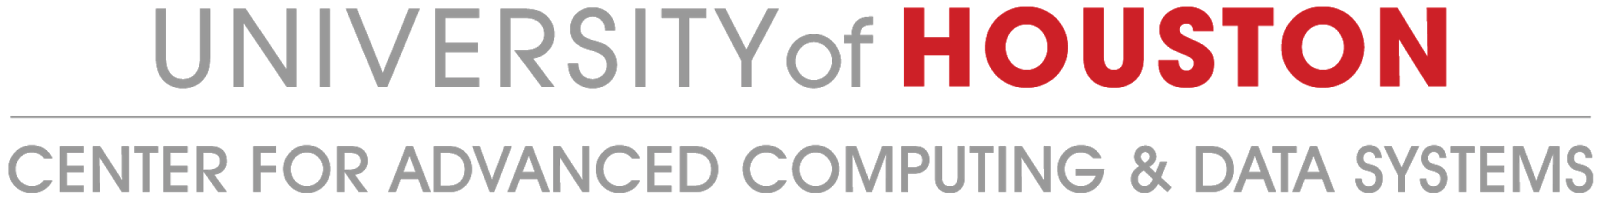 UNIVERSITY of HOUSTON
CENTER FOR ADVANCED COMPUTING & DATA SYSTEMS